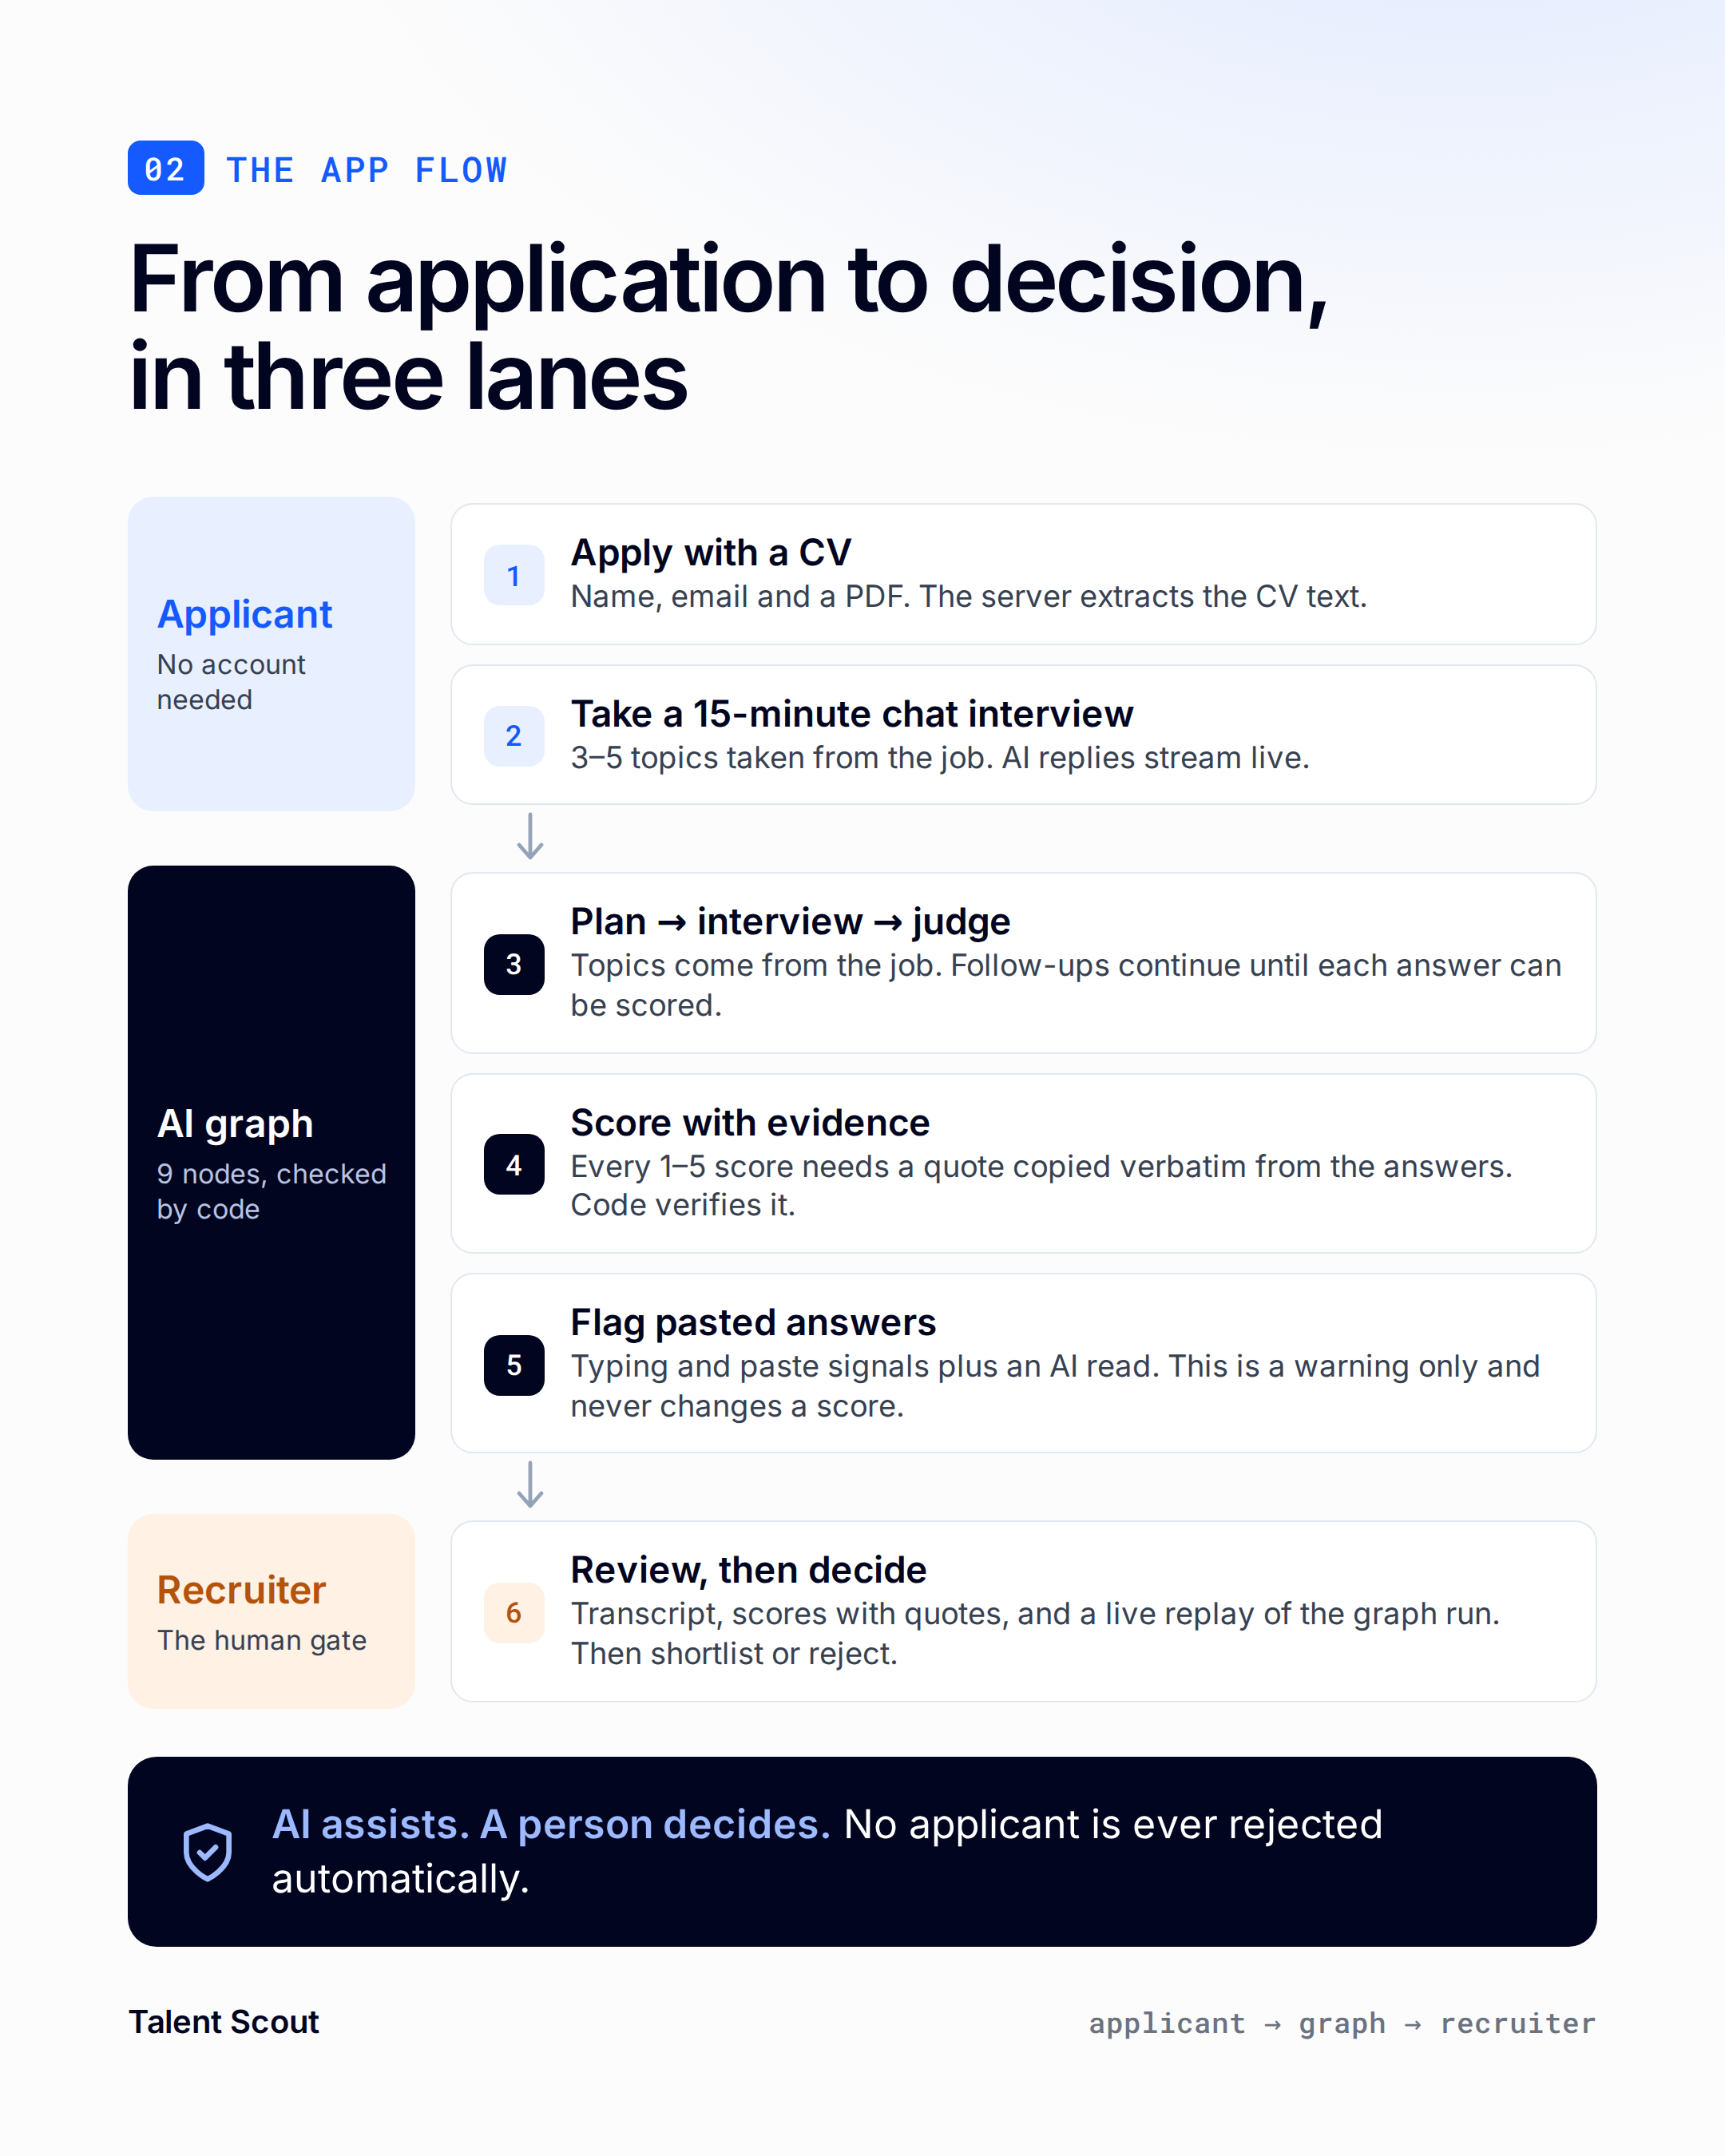 02 THE APP FLOW
From application to decision,
in three lanes
Applicant
No account
needed
1
Apply with a CV
Name, email and a PDF. The server extracts the CV text.
2
Take a 15-minute chat interview
3–5 topics taken from the job. AI replies stream live.
AI graph
9 nodes, checked
by code
3
Plan → interview → judge
Topics come from the job. Follow-ups continue until each answer can
be scored.
4
Score with evidence
Every 1–5 score needs a quote copied verbatim from the answers.
Code verifies it.
5
Flag pasted answers
Typing and paste signals plus an AI read. This is a warning only and
never changes a score.
Recruiter
The human gate
6
Review, then decide
Transcript, scores with quotes, and a live replay of the graph run.
Then shortlist or reject.
AI assists. A person decides. No applicant is ever rejected
automatically.
Talent Scout
applicant → graph → recruiter